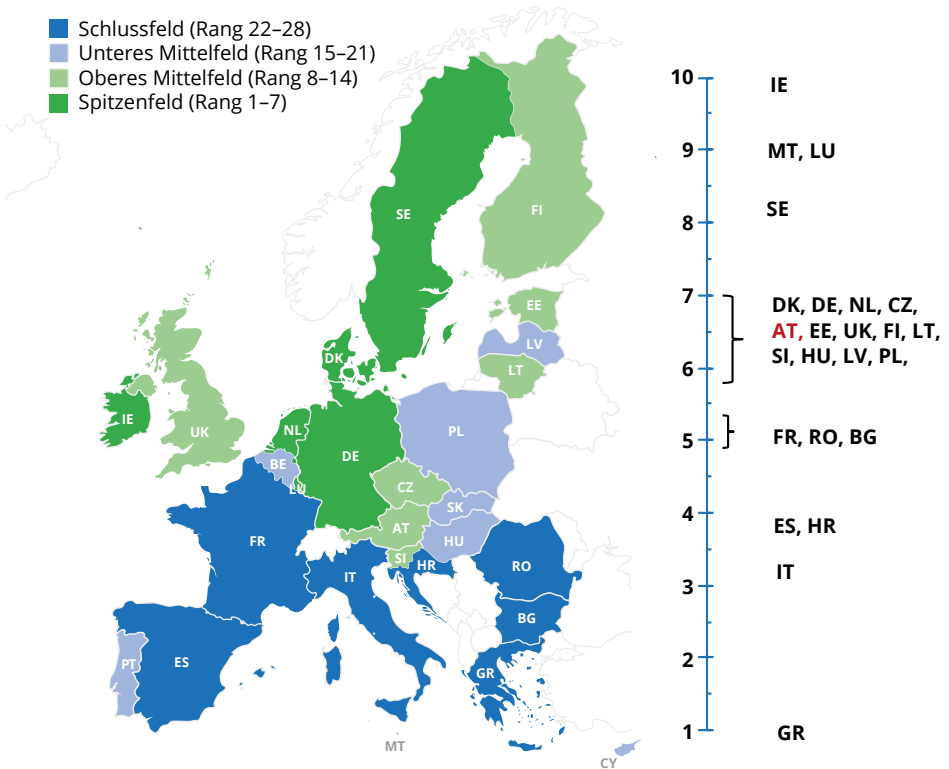 Schlussfeld (Rang 22–28)
Unteres Mittelfeld (Rang 15–21)
Oberes Mittelfeld (Rang 8–14)
Spitzenfeld (Rang 1–7)
SE
FI
EE
LV
LT
DK
IE
UK
NL
BE
LU
DE
PL
CZ
SK
AT
HU
SI
HR
FR
IT
RO
BG
PT
ES
GR
MT
CY
10
9
8
7
6
5
4
3
2
1
IE
MT, LU
SE
DK, DE, NL, CZ,
AT, EE, UK, FI, LT,
SI, HU, LV, PL,
FR, RO, BG
ES, HR
IT
GR